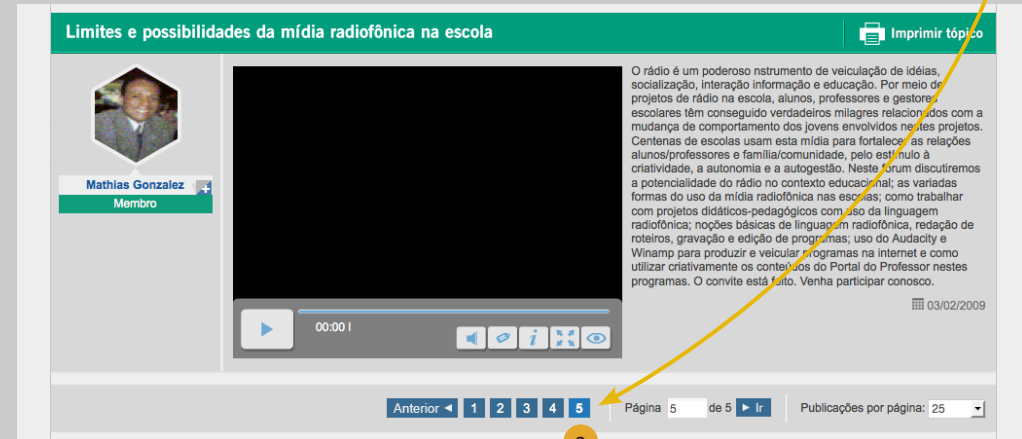 Limites e possibilidades da mídia radiofônica na escola
Imprimir tópico
Mathias Gonzalez
Membro
O rádio é um poderoso nstrumento de veiculação de idéias,
socialização, interação informação e educação. Por meio de
projetos de rádio na escola, alunos, professores e gestores
escolares têm conseguido verdadeiros milagres relacionados com a
mudança de comportamento dos jovens envolvidos nestes projetos.
Centenas de escolas usam esta mídia para fortalecer as relações
alunos/professores e família/comunidade, pelo estímulo à
criatividade, a autonomia e a autogestão. Neste forum discutiremos
a potencialidade do rádio no contexto educacional; as variadas
formas do uso da mídia radiofônica nas escolas; como trabalhar
com projetos didáticos-pedagógicos com uso da linguagem
radiofônica; noções básicas de linguagem radiofônica, redação de
roteiros, gravação e edição de programas; uso do Audacity e
Winamp para produzir e veicular programas na internet e como
utilizar criativamente os conteúdos do Portal do Professor nestes
programas. O convite está feito. Venha participar conosco.
03/02/2009
00:00 I
Anterior ◄ 1 2 3 4 5 Página 5 de 5 ► Ir Publicações por página: 25